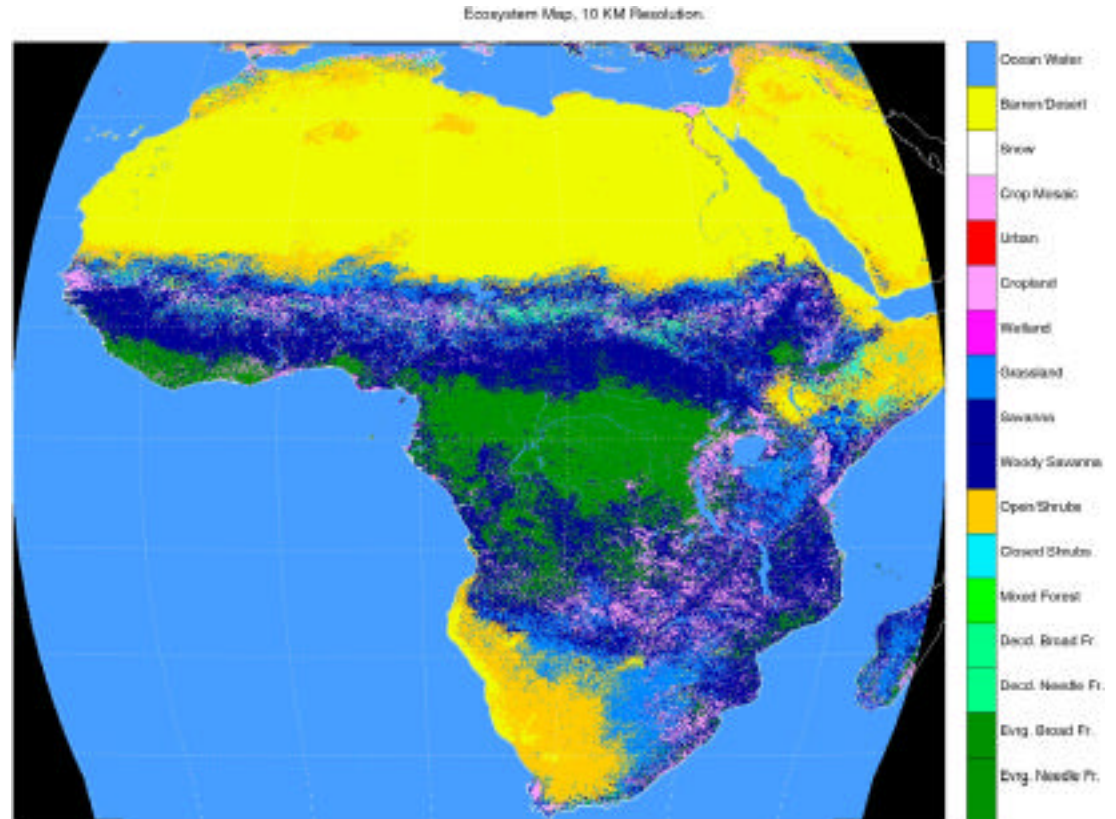 Ecosystem Map, 10 KM Resolution.
Ocean Water
Barren/Desert
Snow
Crop Mosaic
Urban
Cropland
Wetland
Grassland
Savanna
Woody Savanna
Open/Shrubs
Closed Shrubs
Mixed Forest
Decd. Broad Fr.
Decd. Needle Fr.
Evrg. Broad Fr.
Evrg. Needle Fr.